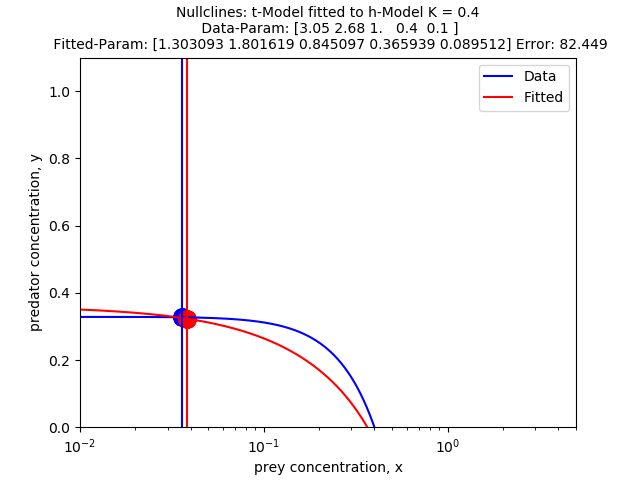 Nullclines: t-Model fitted to h-Model K = 0.4
Data-Param: [3.05 2.68 1.   0.4  0.1 ]
Fitted-Param: [1.303093 1.801619 0.845097 0.365939 0.089512] Error: 82.449
Data
Fitted
predator concentration, y
1.0
0.8
0.6
0.4
0.2
0.0
10⁻² 10⁻¹ 10⁰
prey concentration, x